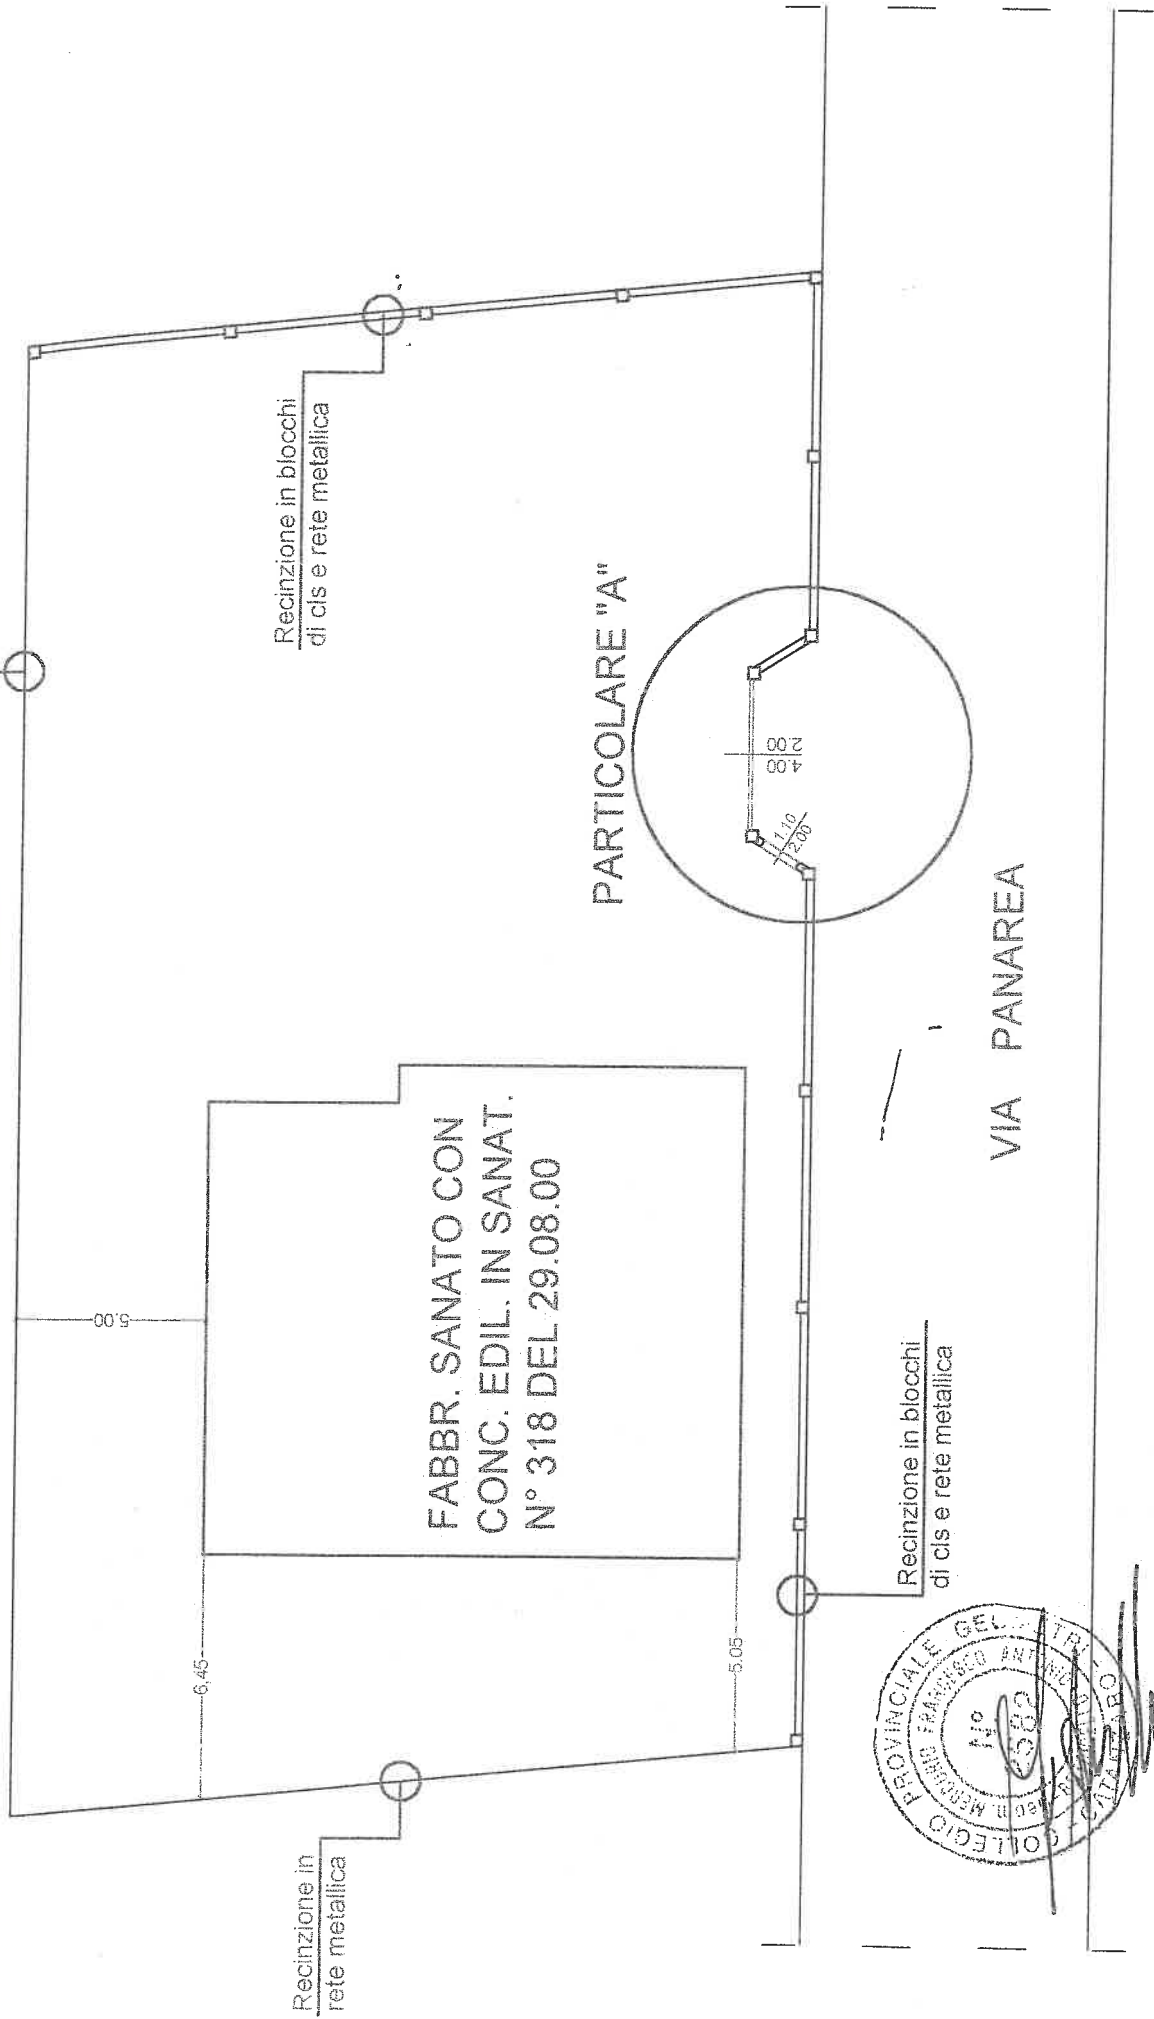 Recinzione in blocchi
di cls e rete metallica
PARTICOLARE "A"
4.00
2.00
1.10
2.00
5.00
FABBR. SANATO CON
CONC. EDIL. IN SANAT.
N° 318 DEL 29.08.00
6.45
5.05
Recinzione in
rete metallica
Recinzione in blocchi
di cls e rete metallica
VIA PANAREA
COLLEGIO PROVINCIALE
FRANCESCO
N°